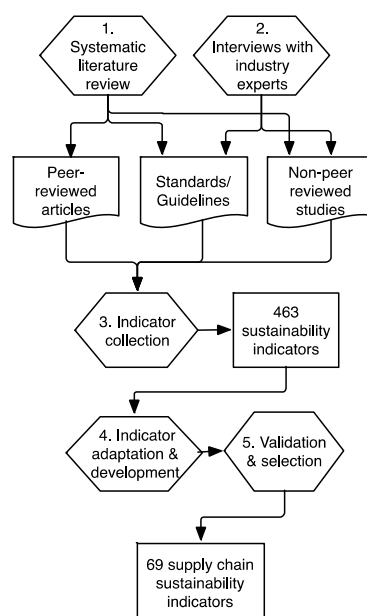 1.
Systematic
literature
review
2.
Interviews with
industry
experts
Peer-
reviewed
articles
Standards/
Guidelines
Non-peer
reviewed
studies
3. Indicator
collection
463
sustainability
indicators
4. Indicator
adaptation &
development
5. Validation
& selection
69 supply chain
sustainability
indicators